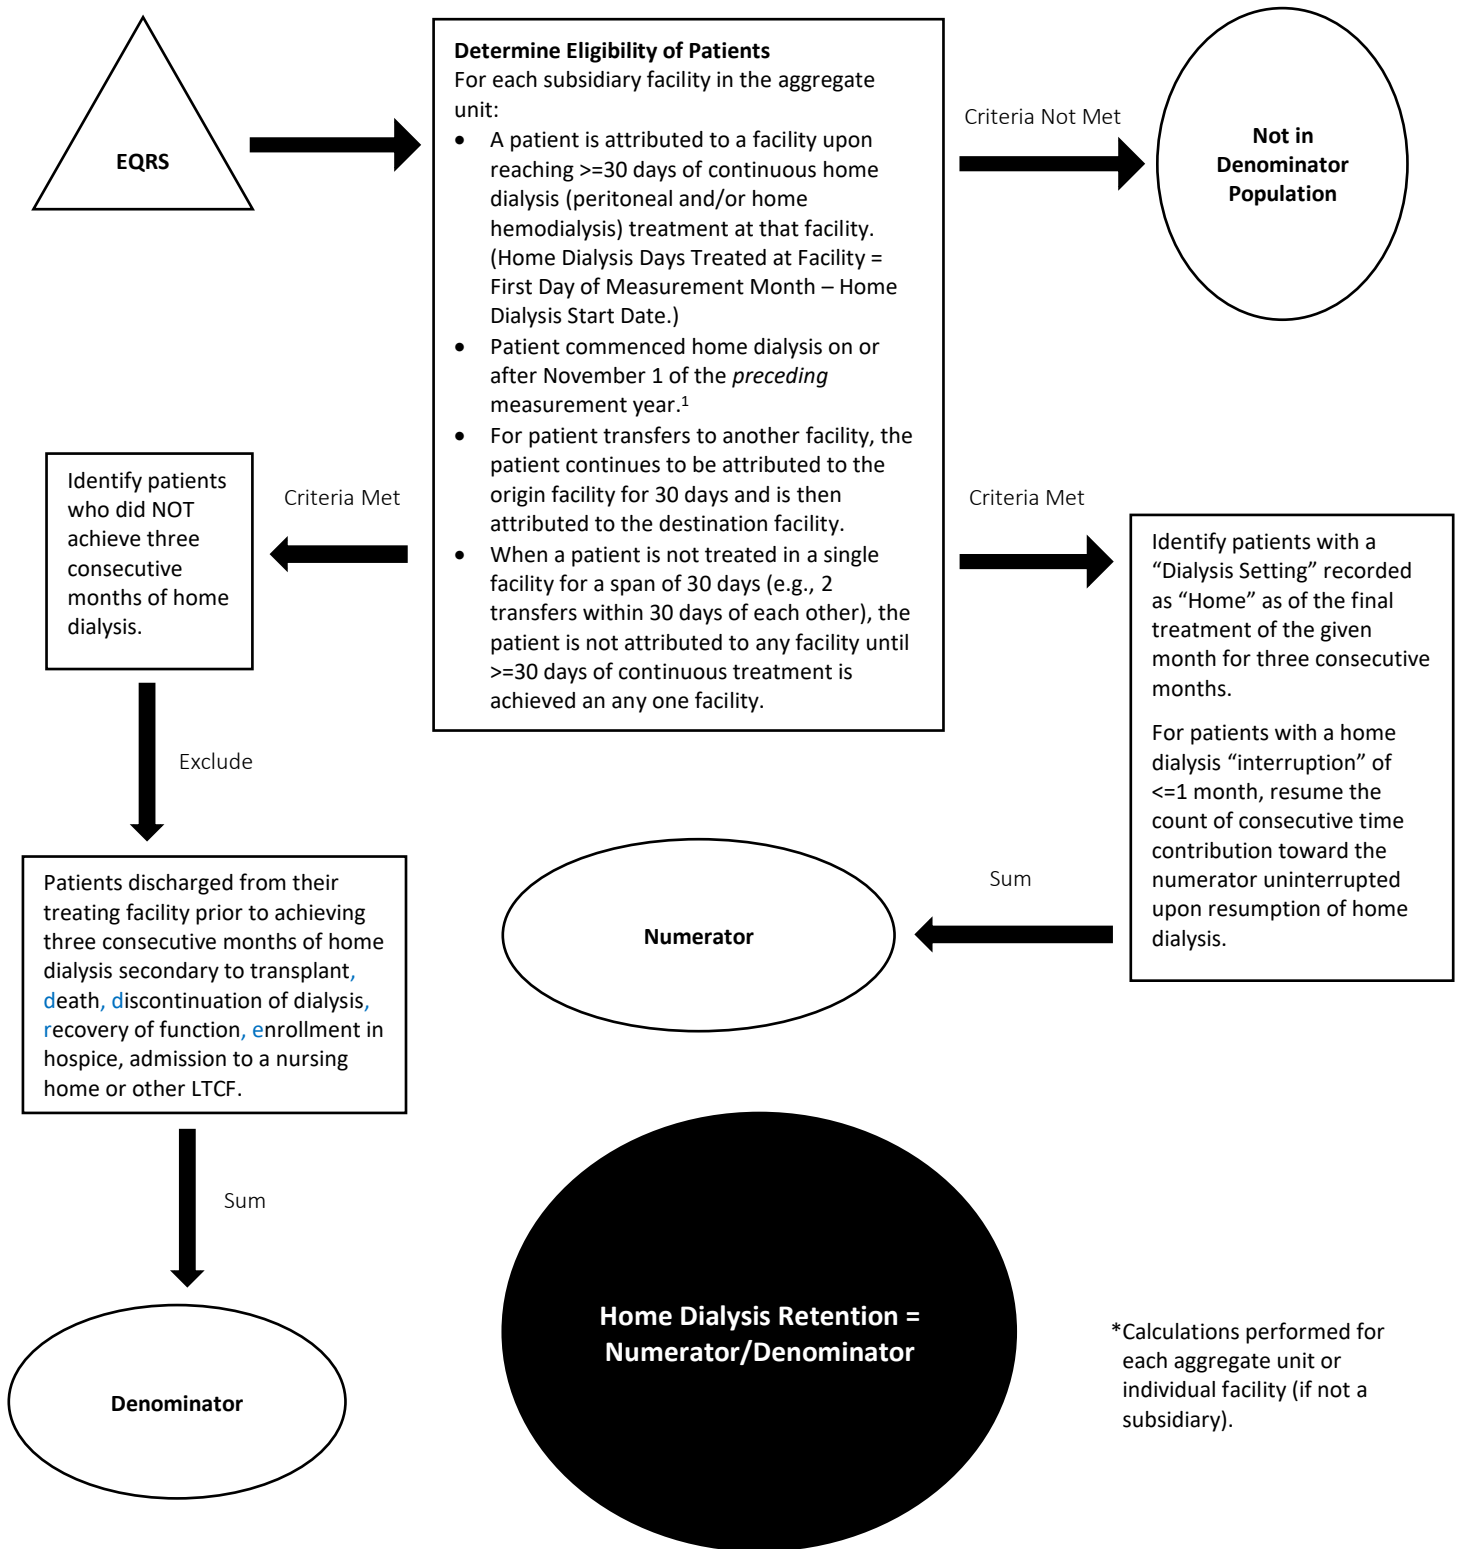 EQRS
Determine Eligibility of Patients
For each subsidiary facility in the aggregate
unit:
• A patient is attributed to a facility upon
reaching >=30 days of continuous home
dialysis (peritoneal and/or home
hemodialysis) treatment at that facility.
(Home Dialysis Days Treated at Facility =
First Day of Measurement Month – Home
Dialysis Start Date.)
• Patient commenced home dialysis on or
after November 1 of the preceding
measurement year.1
• For patient transfers to another facility, the
patient continues to be attributed to the
origin facility for 30 days and is then
attributed to the destination facility.
• When a patient is not treated in a single
facility for a span of 30 days (e.g., 2
transfers within 30 days of each other), the
patient is not attributed to any facility until
>=30 days of continuous treatment is
achieved an any one facility.
Criteria Not Met
Not in
Denominator
Population
Criteria Met
Identify patients
who did NOT
achieve three
consecutive
months of home
dialysis.
Exclude
Patients discharged from their
treating facility prior to achieving
three consecutive months of home
dialysis secondary to transplant,
death, discontinuation of dialysis,
recovery of function, enrollment in
hospice, admission to a nursing
home or other LTCF.
Sum
Denominator
Criteria Met
Identify patients with a
“Dialysis Setting” recorded
as “Home” as of the final
treatment of the given
month for three consecutive
months.
For patients with a home
dialysis “interruption” of
<=1 month, resume the
count of consecutive time
contribution toward the
numerator uninterrupted
upon resumption of home
dialysis.
Sum
Numerator
Home Dialysis Retention =
Numerator/Denominator
*Calculations performed for
each aggregate unit or
individual facility (if not a
subsidiary).